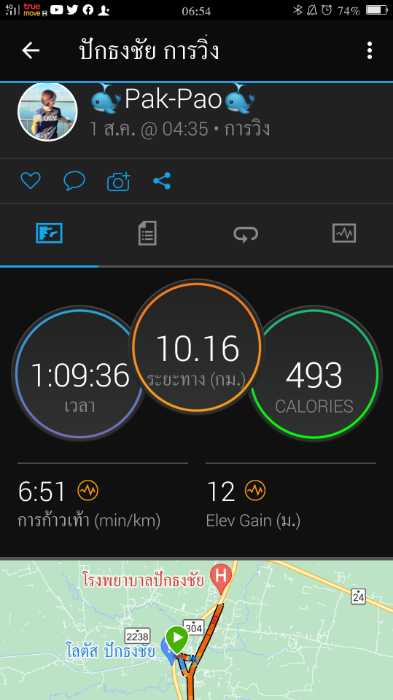 4G true move H 06:54 74%
ปักธงชัย การวิ่ง
🐳Pak-Pao🐳
1 ส.ค. @ 04:35 • การวิ่ง
1:09:36
เวลา
10.16
ระยะทาง (กม.)
493
CALORIES
6:51
การก้าวเท้า (min/km)
12
Elev Gain (ม.)
โรงพยาบาลปักธงชัย H
24
304
2238
โลตัส ปักธงชัย